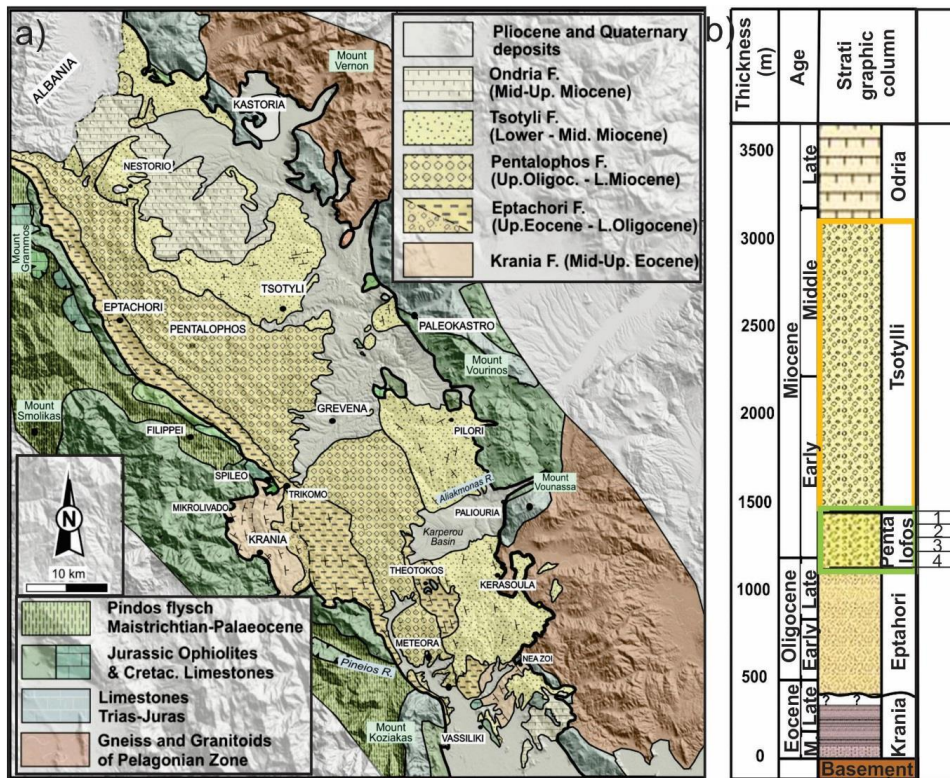 a)
Pliocene and Quaternary
deposits
Ondria F.
(Mid-Up. Miocene)
Tsotyli F.
(Lower - Mid. Miocene)
Pentalophos F.
(Up.Oligoc. - L.Miocene)
Eptachori F.
(Up.Eocene - L.Oligocene)
Krania F. (Mid-Up. Eocene)
ALBANIA
Mount
Vernon
KASTORIA
NESTORIO
Mount
Grammos
TSOTYLI
EPTACHORI
PENTALOPHOS
PALEOKASTRO
Mount
Vourinos
Mount
Smolikas
GREVENA
FILIPPEI
PILORI
SPILEO
TRIKOMO
Aliakmonas R.
Mount
Vounassa
MIKROLIVADO
PALIOURIA
KRANIA
Karperou
Basin
THEOTOKOS
KERASOULA
METEORA
NEA ZOI
Pineios R.
Mount
Koziakas
VASSILIKI
N
10 km
Pindos flysch
Maistrichtian-Palaeocene
Jurassic Ophiolites
& Cretac. Limestones
Limestones
Trias-Juras
Gneiss and Granitoids
of Pelagonian Zone
b)
Thickness
(m)
Age
Strati
graphic
column
3500
3000
2500
2000
1500
1000
500
0
Miocene
Late
Middle
Early
Oligocene
Late
Early
Eocene
Late
M.
Odria
Tsotylli
Penta
lofos
1
2
3
4
Eptahori
? ?
Krania
Basement